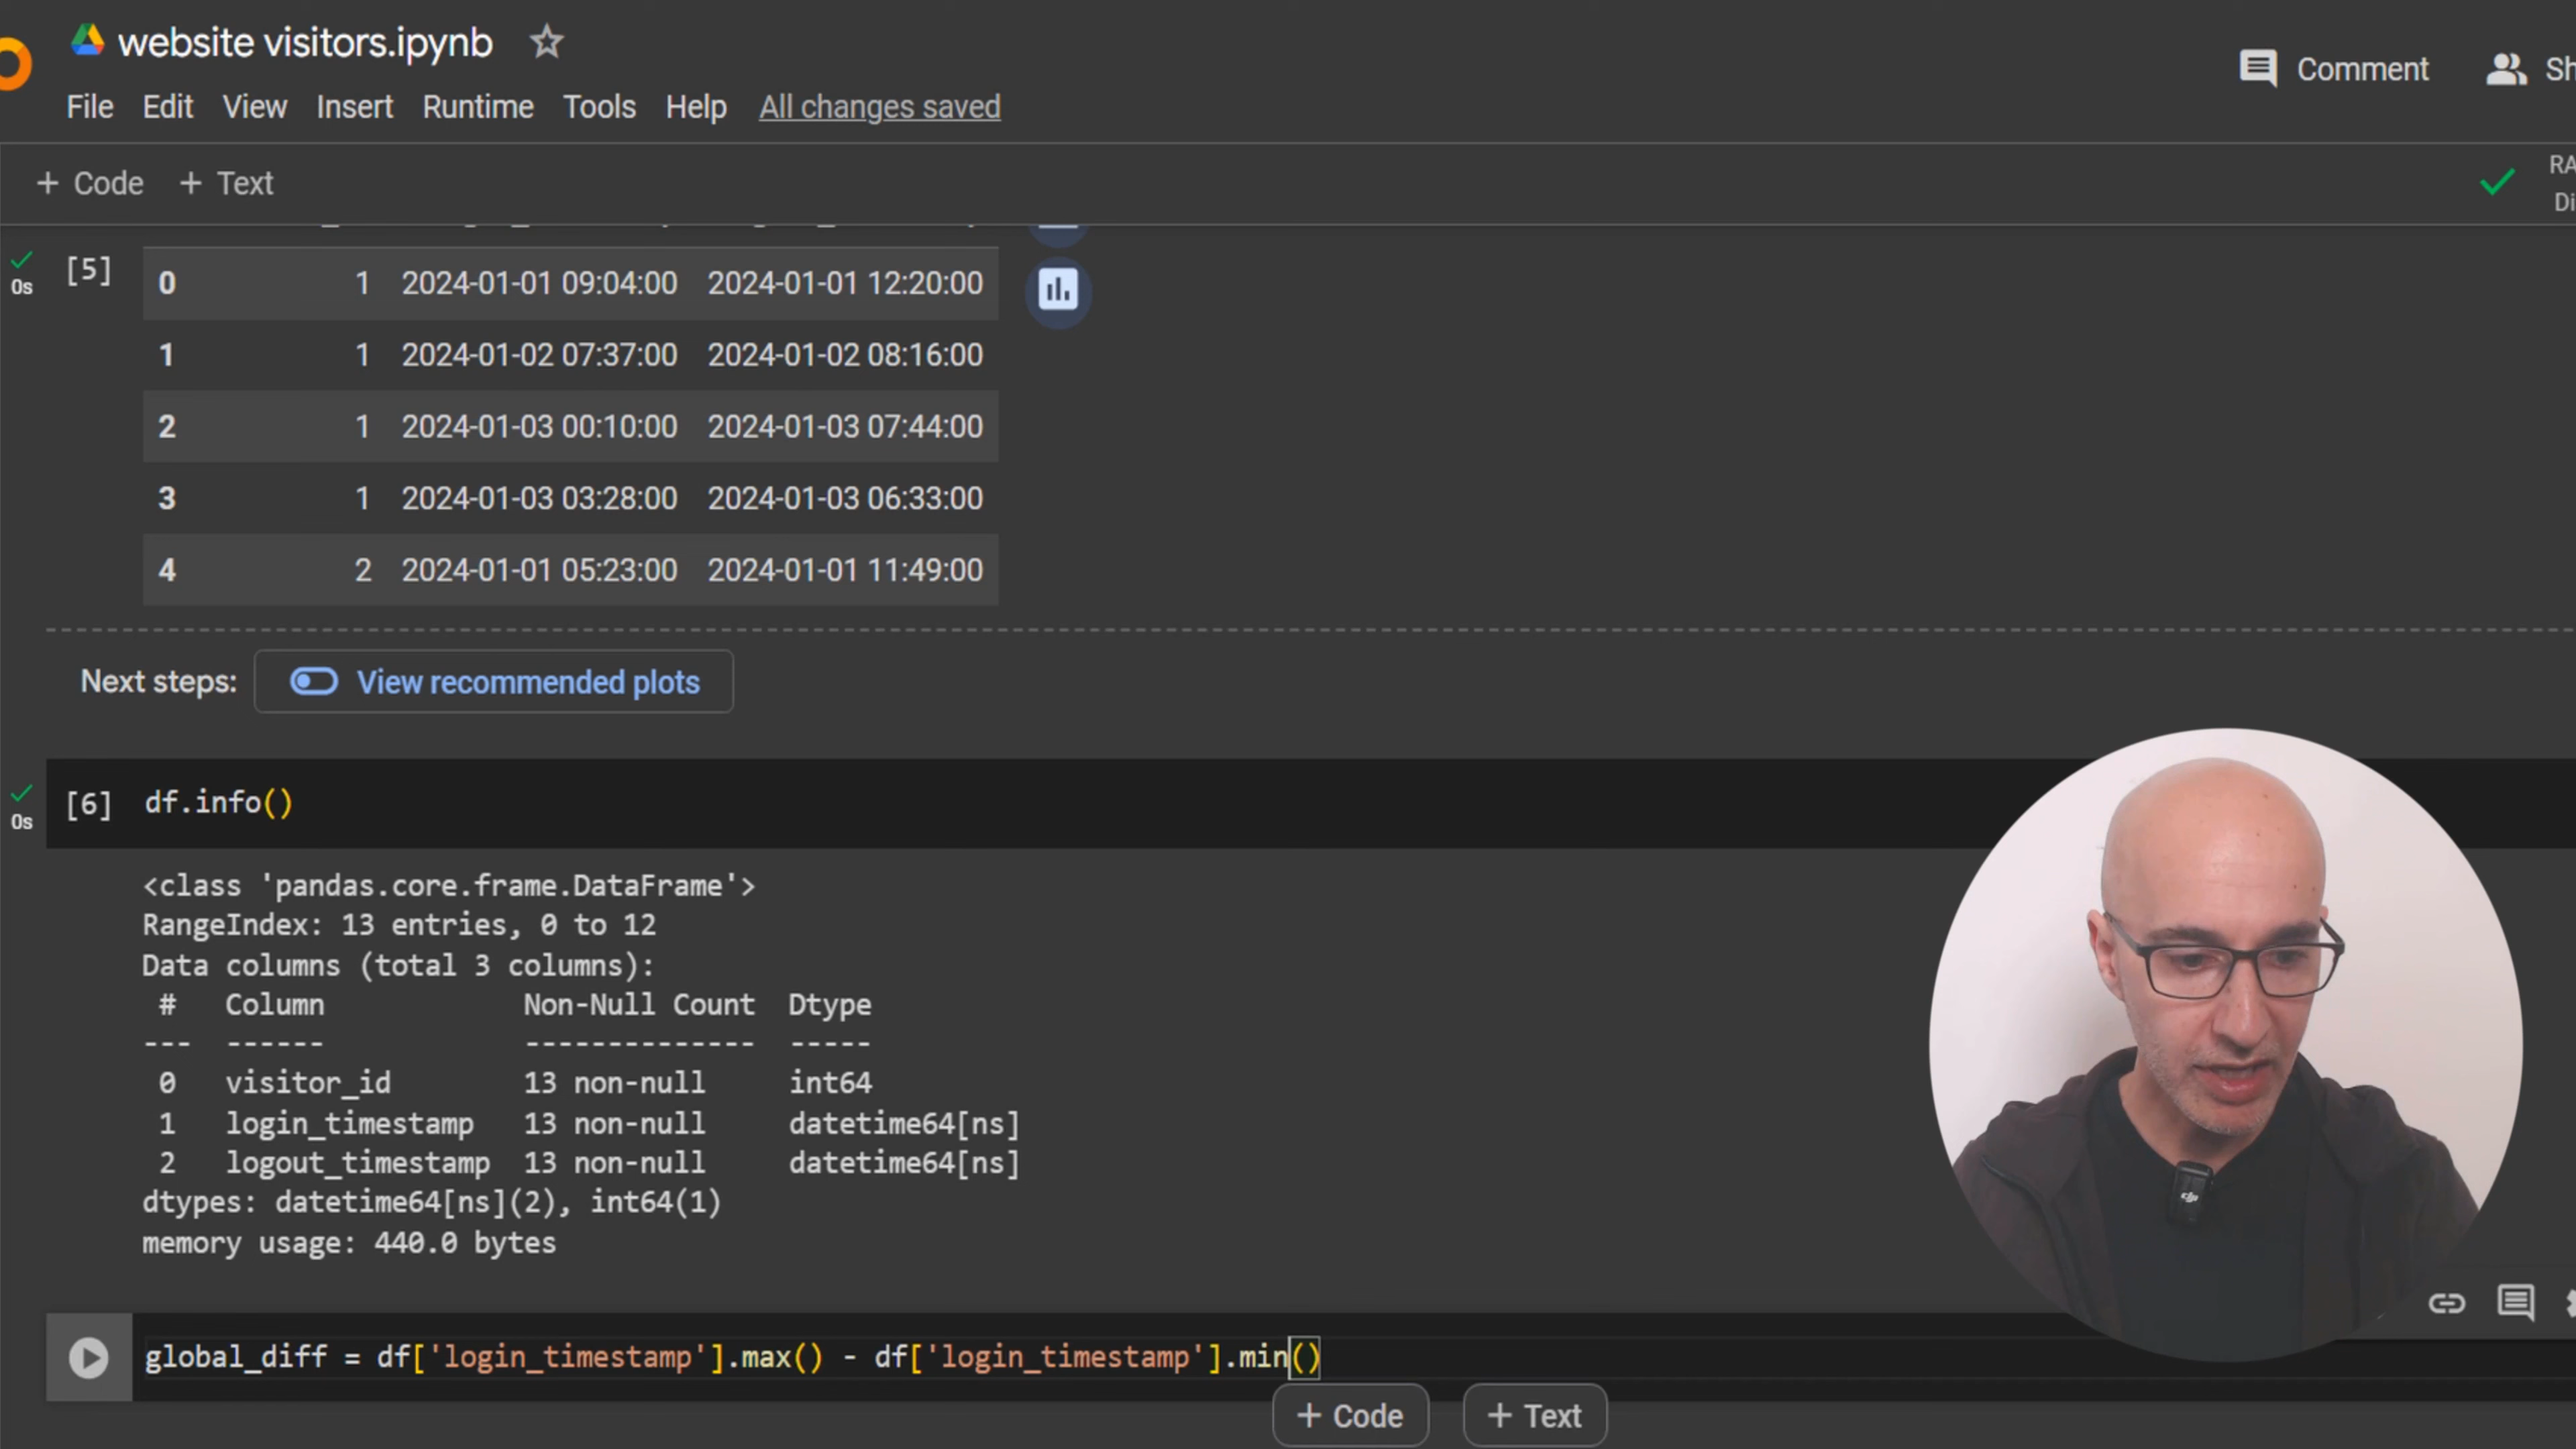 website visitors.ipynb
Comment
File Edit View Insert Runtime Tools Help All changes saved
+ Code + Text
[5] 0 1 2024-01-01 09:04:00 2024-01-01 12:20:00
0s
1 1 2024-01-02 07:37:00 2024-01-02 08:16:00
2 1 2024-01-03 00:10:00 2024-01-03 07:44:00
3 1 2024-01-03 03:28:00 2024-01-03 06:33:00
4 2 2024-01-01 05:23:00 2024-01-01 11:49:00
Next steps: View recommended plots
[6] df.info()
0s
<class 'pandas.core.frame.DataFrame'>
RangeIndex: 13 entries, 0 to 12
Data columns (total 3 columns):
# Column Non-Null Count Dtype
--- ------ -------------- -----
0 visitor_id 13 non-null int64
1 login_timestamp 13 non-null datetime64[ns]
2 logout_timestamp 13 non-null datetime64[ns]
dtypes: datetime64[ns](2), int64(1)
memory usage: 440.0 bytes
global_diff = df['login_timestamp'].max() - df['login_timestamp'].min()
+ Code + Text
dji